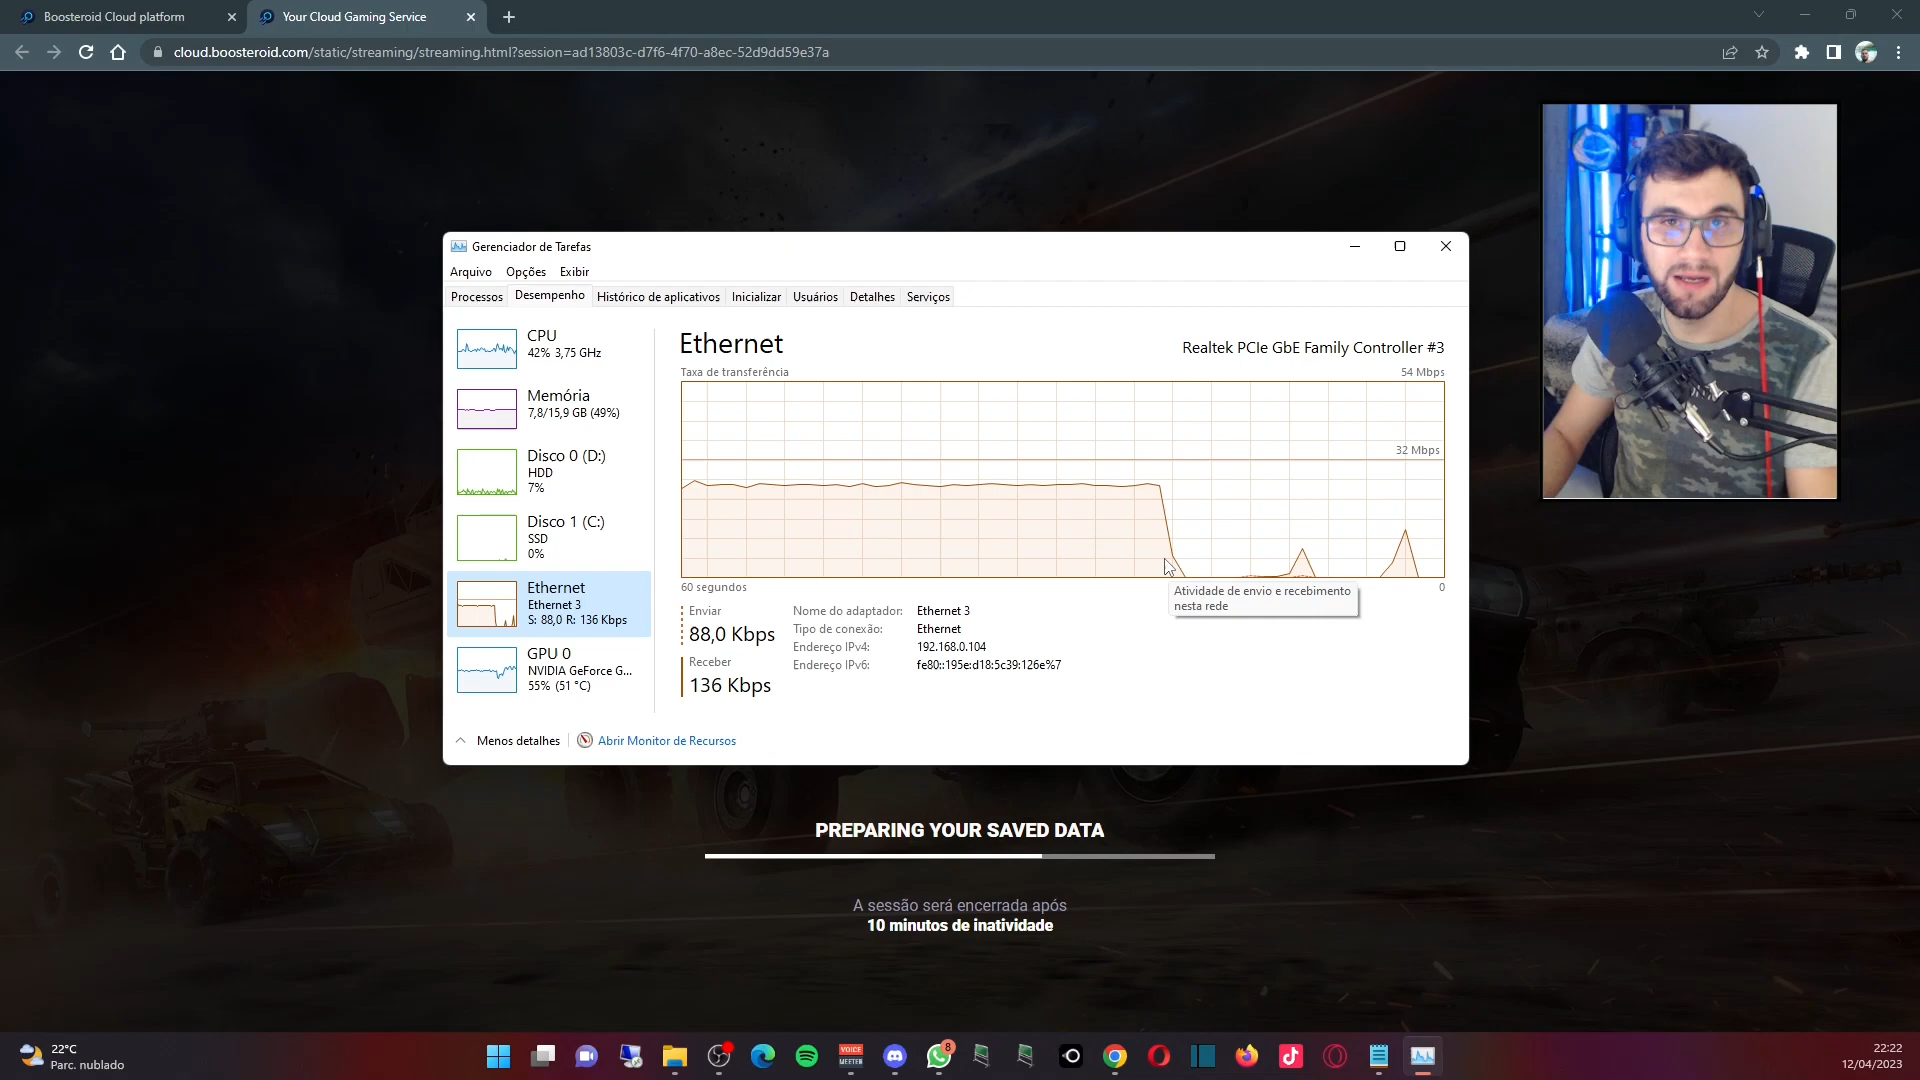 Boosteroid Cloud platform
Your Cloud Gaming Service
cloud.boosteroid.com/static/streaming/streaming.html?session=ad13803c-d7f6-4f70-a8ec-52d9dd59e37a
Gerenciador de Tarefas
Arquivo Opções Exibir
Processos Desempenho Histórico de aplicativos Inicializar Usuários Detalhes Serviços
CPU
42% 3,75 GHz
Memória
7,8/15,9 GB (49%)
Disco 0 (D:)
HDD
7%
Disco 1 (C:)
SSD
0%
Ethernet
Ethernet 3
S: 88,0 R: 136 Kbps
GPU 0
NVIDIA GeForce G...
55% (51 °C)
Ethernet
Realtek PCIe GbE Family Controller #3
Taxa de transferência
54 Mbps
32 Mbps
60 segundos
0
Atividade de envio e recebimento
nesta rede
Enviar
88,0 Kbps
Receber
136 Kbps
Nome do adaptador: Ethernet 3
Tipo de conexão: Ethernet
Endereço IPv4: 192.168.0.104
Endereço IPv6: fe80::195e:d18:5c39:126e%7
Menos detalhes
Abrir Monitor de Recursos
PREPARING YOUR SAVED DATA
A sessão será encerrada após
10 minutos de inatividade
22°C
Parc. nublado
VOICE
MEETER
8
22:22
12/04/2023